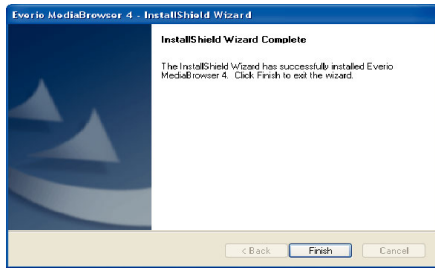 Everio MediaBrowser 4 - InstallShield Wizard
InstallShield Wizard Complete
The InstallShield Wizard has successfully installed Everio
MediaBrowser 4. Click Finish to exit the wizard.
< Back Finish Cancel